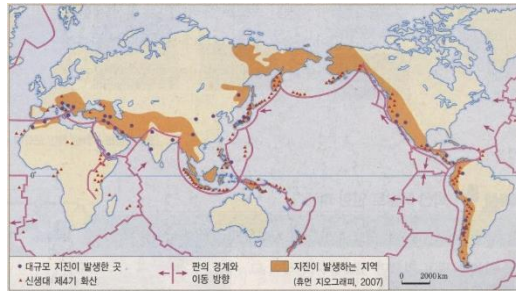 0°
대규모 지진이 발생한 곳
신생대 제4기 화산
판의 경계와
이동 방향
지진이 발생하는 지역
(휴먼 지오그래피, 2007)
0 2000km